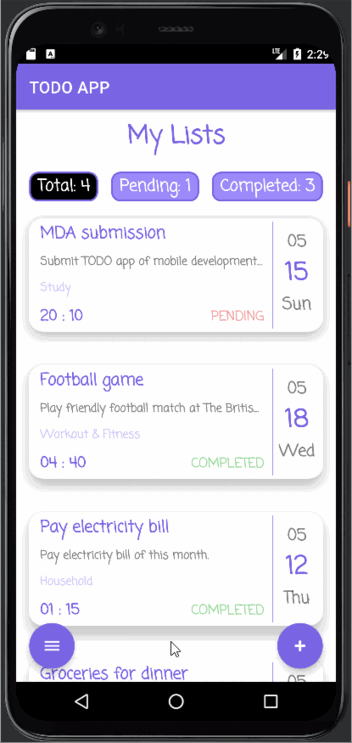 LTE 2:29
TODO APP
My Lists
Total: 4 Pending: 1 Completed: 3
MDA submission
Submit TODO app of mobile development...
Study
20 : 10 PENDING
05
15
Sun
Football game
Play friendly football match at The Britis...
Workout & Fitness
04 : 40 COMPLETED
05
18
Wed
Pay electricity bill
Pay electricity bill of this month.
Household
01 : 15 COMPLETED
05
12
Thu
+
Groceries for dinner
05